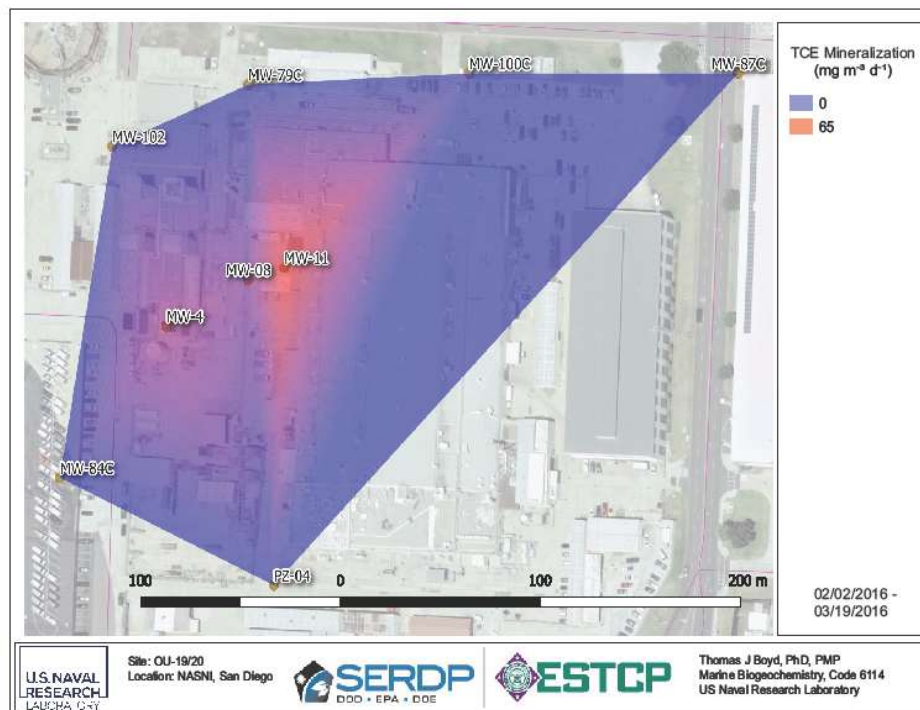 TCE Mineralization
(mg m⁻³ d⁻¹)
0
65
MW-79C
MW-100C
MW-87C
MW-102
MW-11
MW-08
MW-4
MW-84C
PZ-04
100 0 100 200 m
02/02/2016 -
03/19/2016
U.S. NAVAL
RESEARCH
LABORATORY
Site: OU-19/20
Location: NASNI, San Diego
SERDP
DOD • EPA • DOE
ESTCP
Thomas J Boyd, PhD, PMP
Marine Biogeochemistry, Code 6114
US Naval Research Laboratory